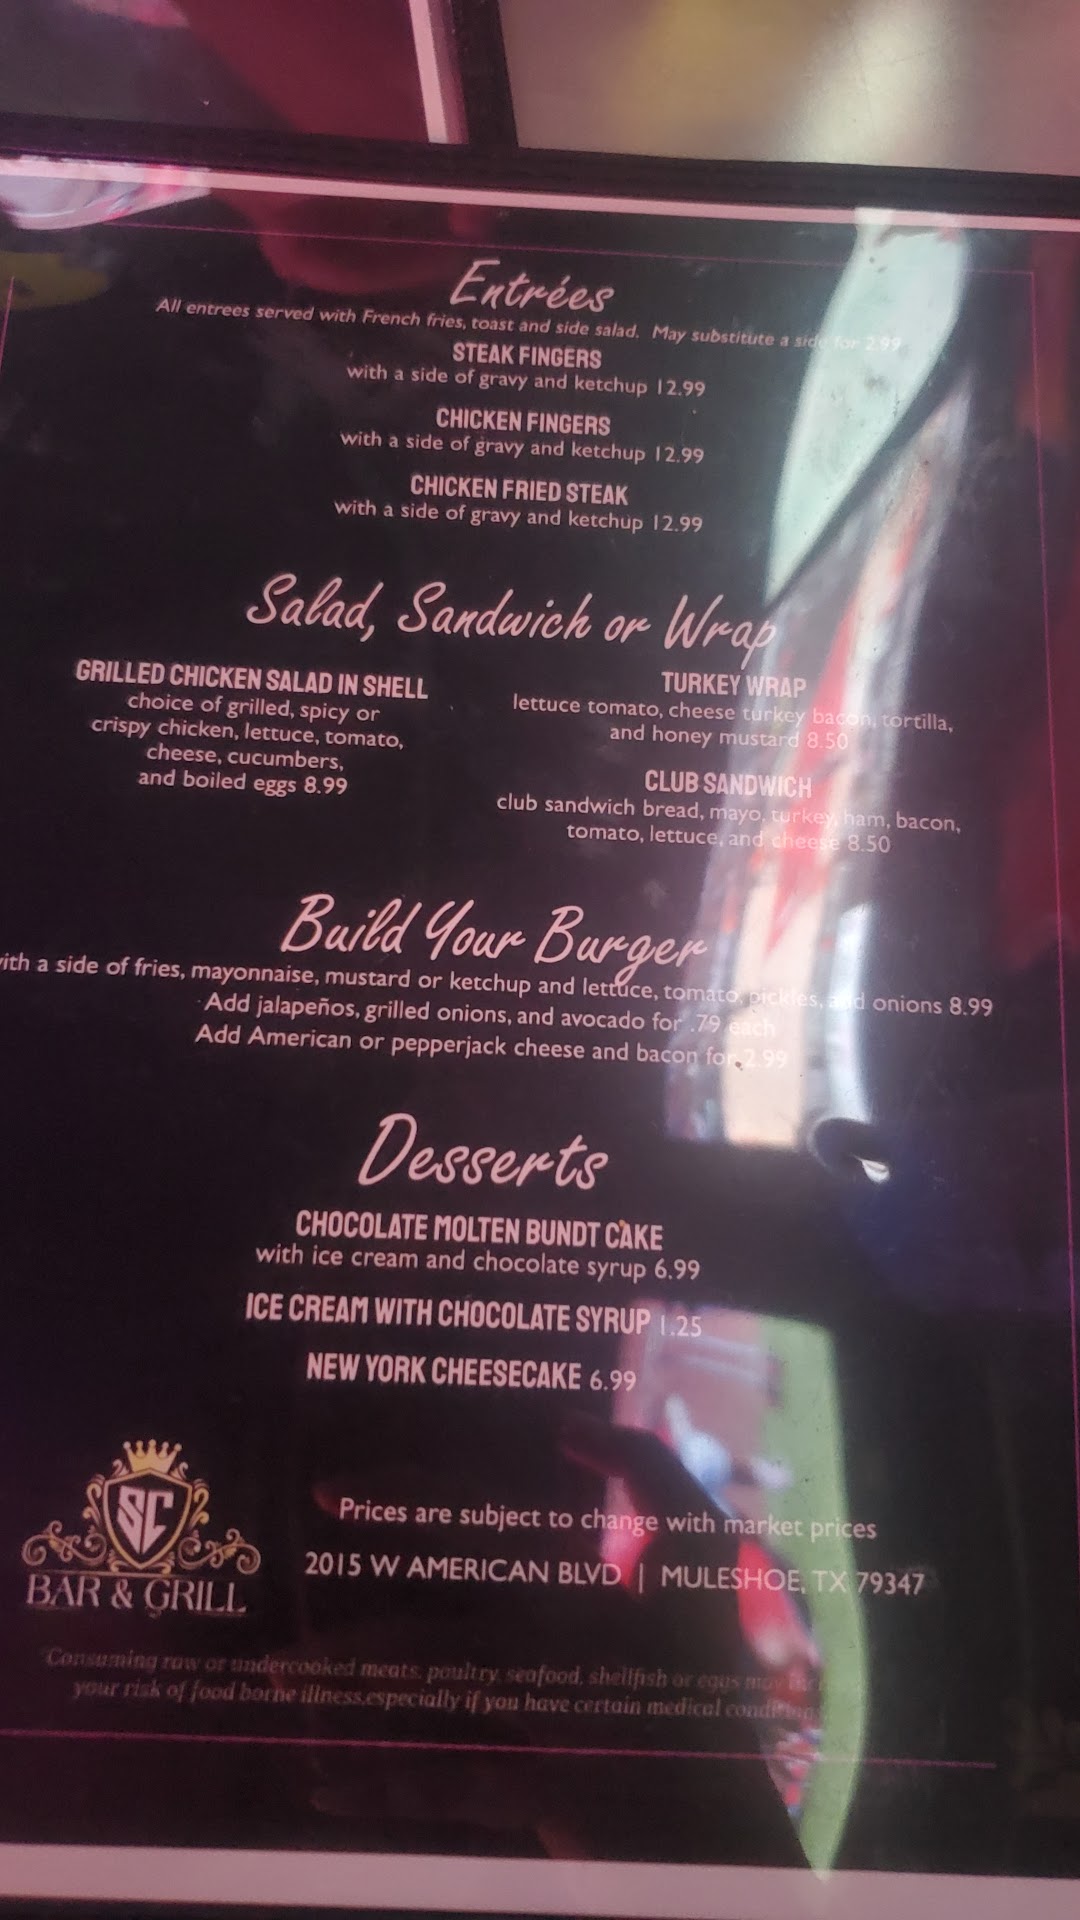 Entrées
All entrees served with French fries, toast and side salad. May substitute a side for 2.99
STEAK FINGERS
with a side of gravy and ketchup 12.99
CHICKEN FINGERS
with a side of gravy and ketchup 12.99
CHICKEN FRIED STEAK
with a side of gravy and ketchup 12.99
Salad, Sandwich or Wrap
GRILLED CHICKEN SALAD IN SHELL
choice of grilled, spicy or
crispy chicken, lettuce, tomato,
cheese, cucumbers,
and boiled eggs 8.99
TURKEY WRAP
lettuce tomato, cheese turkey bacon, tortilla,
and honey mustard 8.50
CLUB SANDWICH
club sandwich bread, mayo, turkey, ham, bacon,
tomato, lettuce, and cheese 8.50
Build Your Burger
with a side of fries, mayonnaise, mustard or ketchup and lettuce, tomato, pickles, and onions 8.99
Add jalapeños, grilled onions, and avocado for .79 each
Add American or pepperjack cheese and bacon for 2.99
Desserts
CHOCOLATE MOLTEN BUNDT CAKE
with ice cream and chocolate syrup 6.99
ICE CREAM WITH CHOCOLATE SYRUP 1.25
NEW YORK CHEESECAKE 6.99
SC
BAR & GRILL
Prices are subject to change with market prices
2015 W AMERICAN BLVD | MULESHOE, TX 79347
*Consuming raw or undercooked meats, poultry, seafood, shellfish or eggs may
your risk of food borne illness,especially if you have certain medical conditions